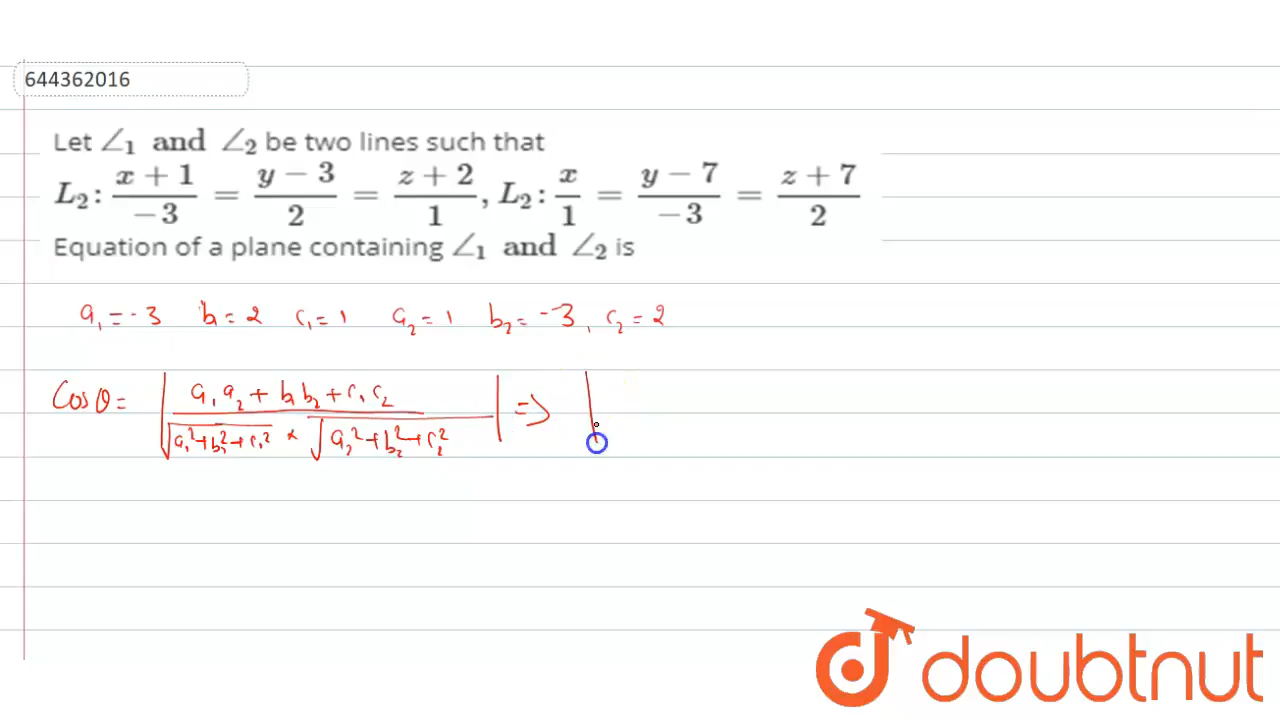 644362016
Let ∠₁ and ∠₂ be two lines such that
L₂ : (x + 1)/(−3) = (y − 3)/2 = (z + 2)/1 , L₂ : x/1 = (y − 7)/(−3) = (z + 7)/2
Equation of a plane containing ∠₁ and ∠₂ is
a₁ = -3 b₁ = 2 c₁ = 1 a₂ = 1 b₂ = -3 , c₂ = 2
Cosθ = | (a₁a₂ + b₁b₂ + c₁c₂)/(√(a₁²+b₁²+c₁²) × √(a₂²+b₂²+c₂²)) | => |
doubtnut